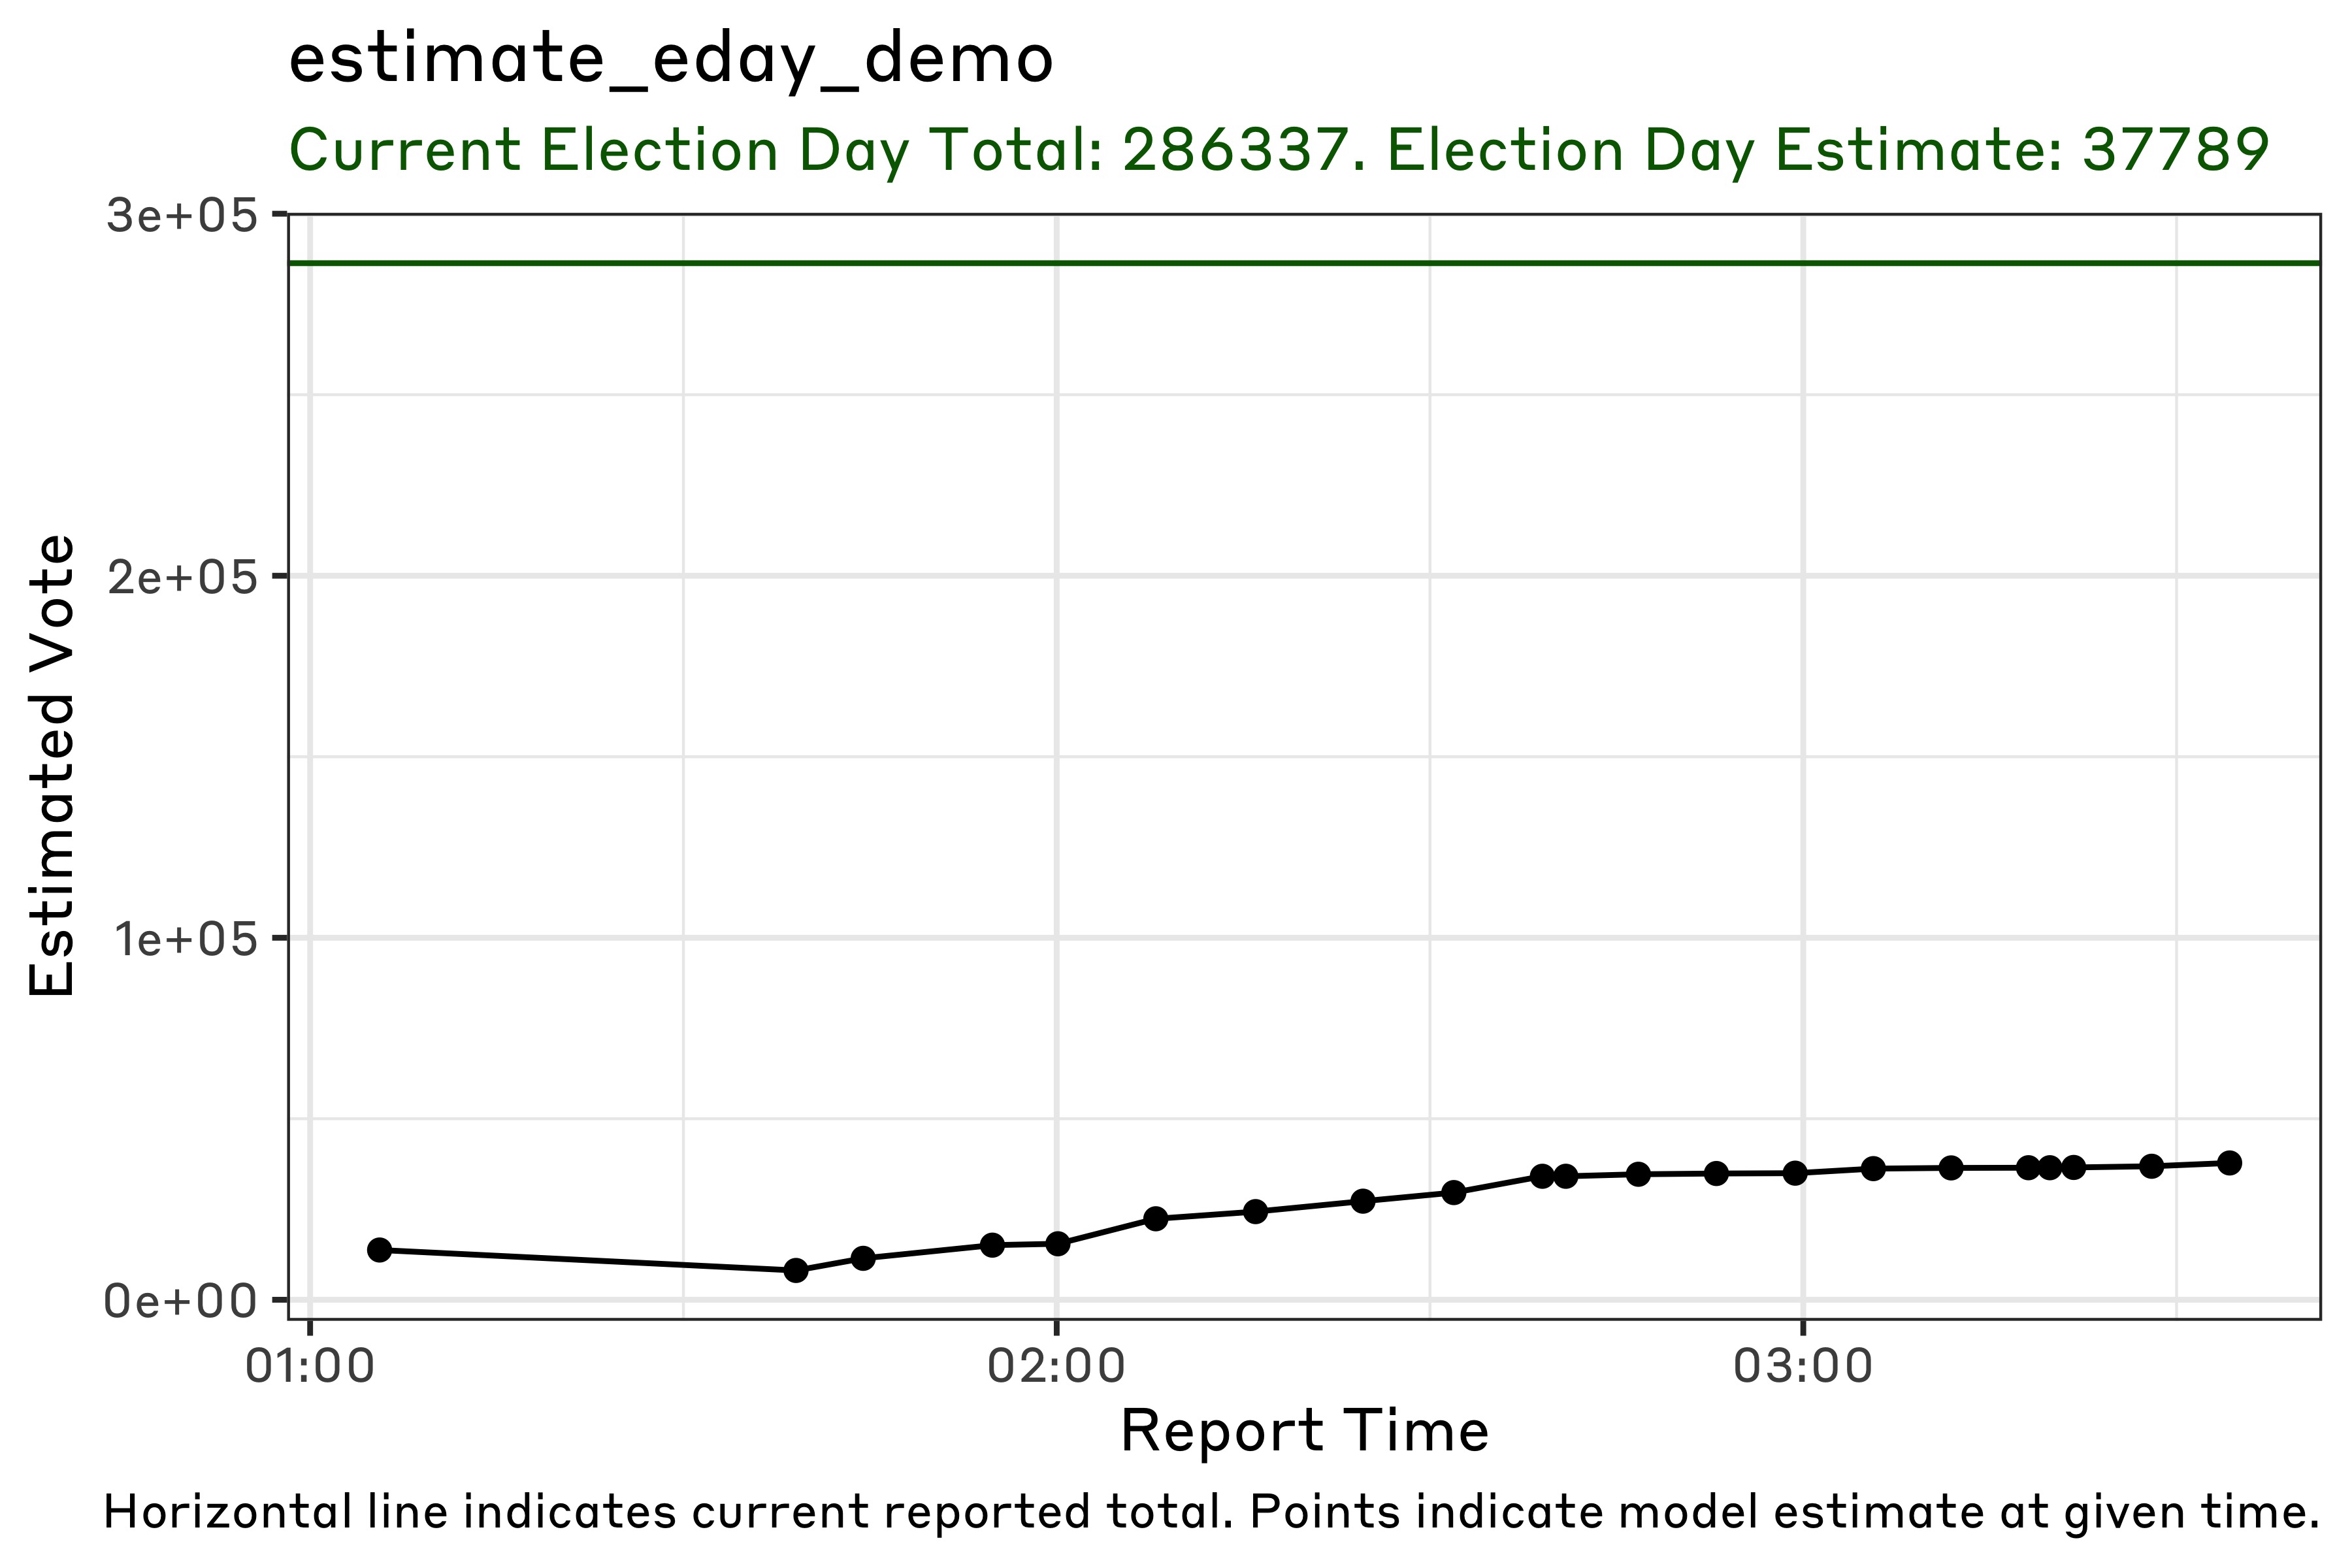 estimate_eday_demo
Current Election Day Total: 286337. Election Day Estimate: 37789
3e+05
2e+05
1e+05
0e+00
Estimated Vote
01:00 02:00 03:00
Report Time
Horizontal line indicates current reported total. Points indicate model estimate at given time.